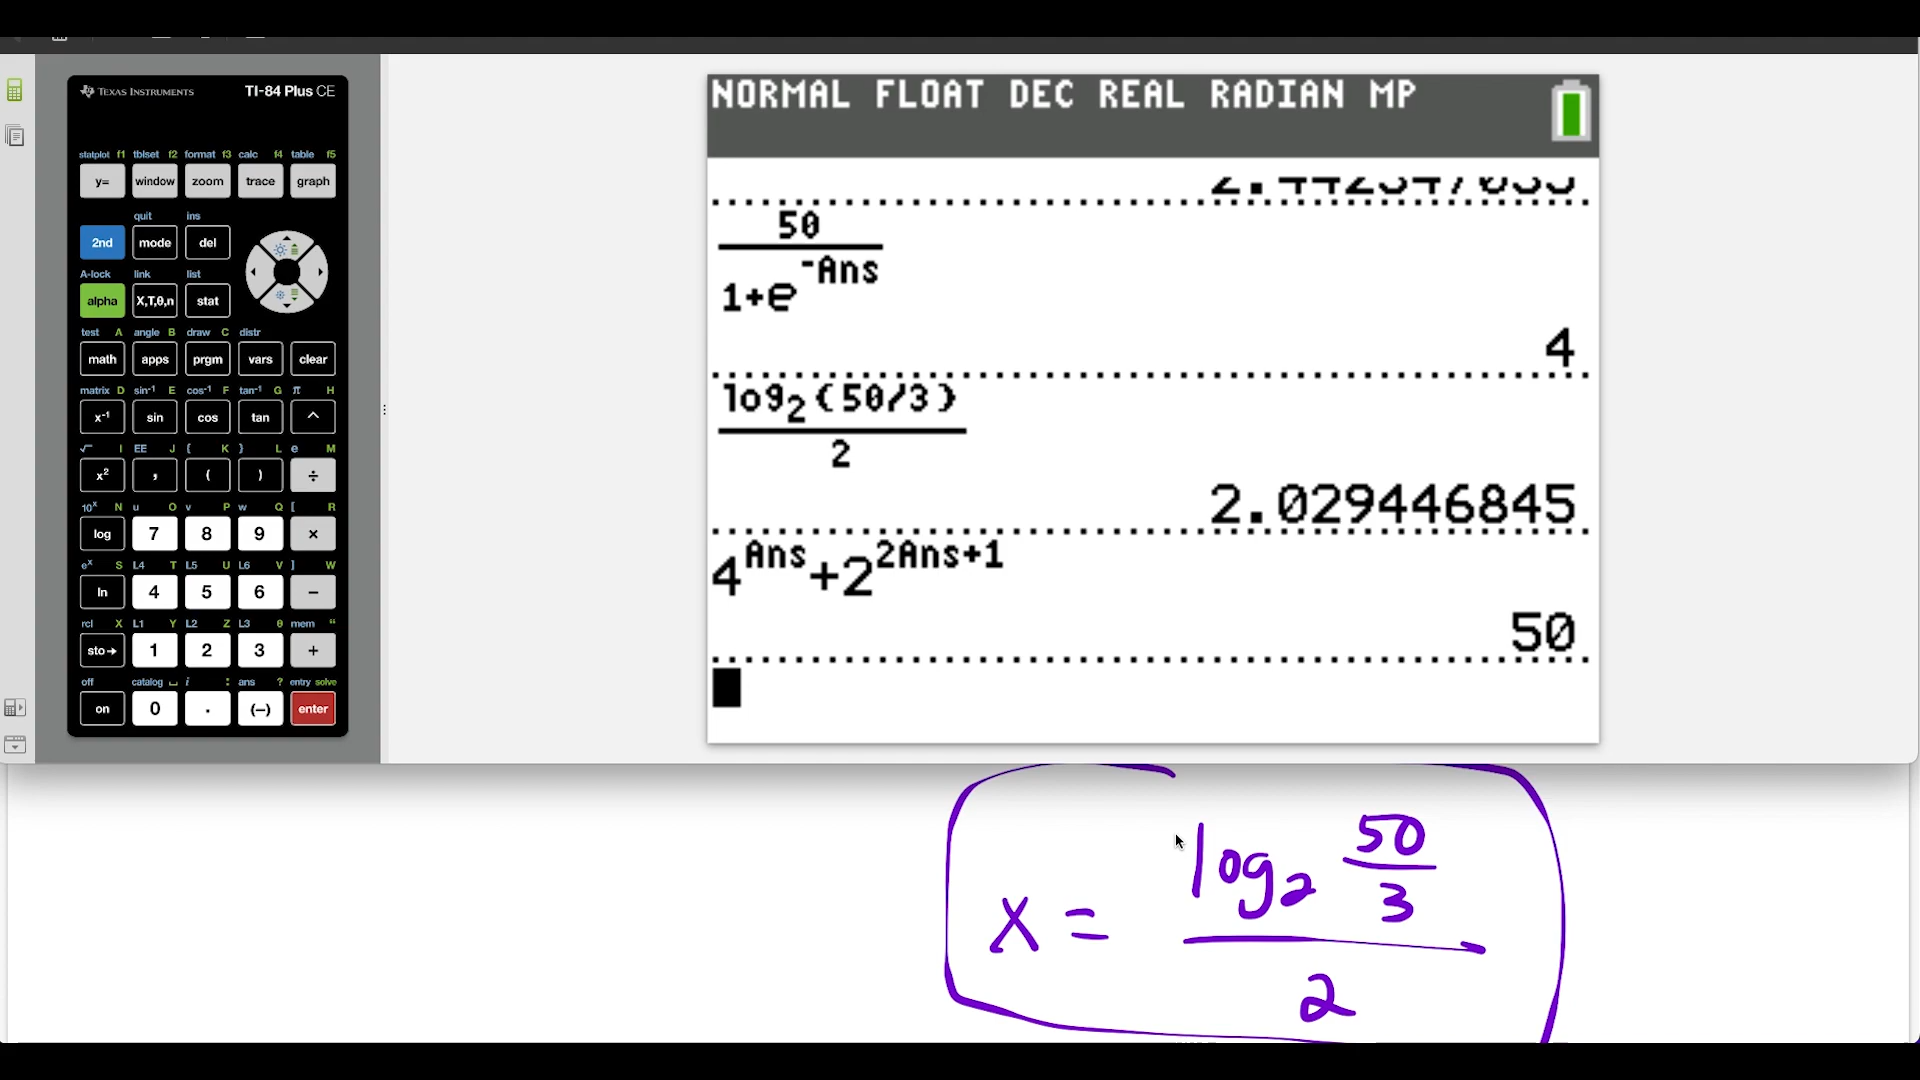 TEXAS INSTRUMENTS TI-84 Plus CE
statplot f1 tblset f2 format f3 calc f4 table f5
y= window zoom trace graph
quit ins
2nd mode del
A-lock link list
alpha X,T,θ,n stat
test A angle B draw C distr
math apps prgm vars clear
matrix D sin-1 E cos-1 F tan-1 G π H
x-1 sin cos tan ^
√ I EE J { K } L e M
x2 , ( ) ÷
10x N u O v P w Q [ R
log 7 8 9 ×
ex S L4 T L5 U L6 V ] W
ln 4 5 6 −
rcl X L1 Y L2 Z L3 θ mem "
sto→ 1 2 3 +
off catalog ⎵ i : ans ? entry solve
on 0 . (−) enter
NORMAL FLOAT DEC REAL RADIAN MP
50
1+e^-Ans
4
log2(50/3)
2
2.029446845
4^Ans+2^2Ans+1
50
x = log2 50/3
2